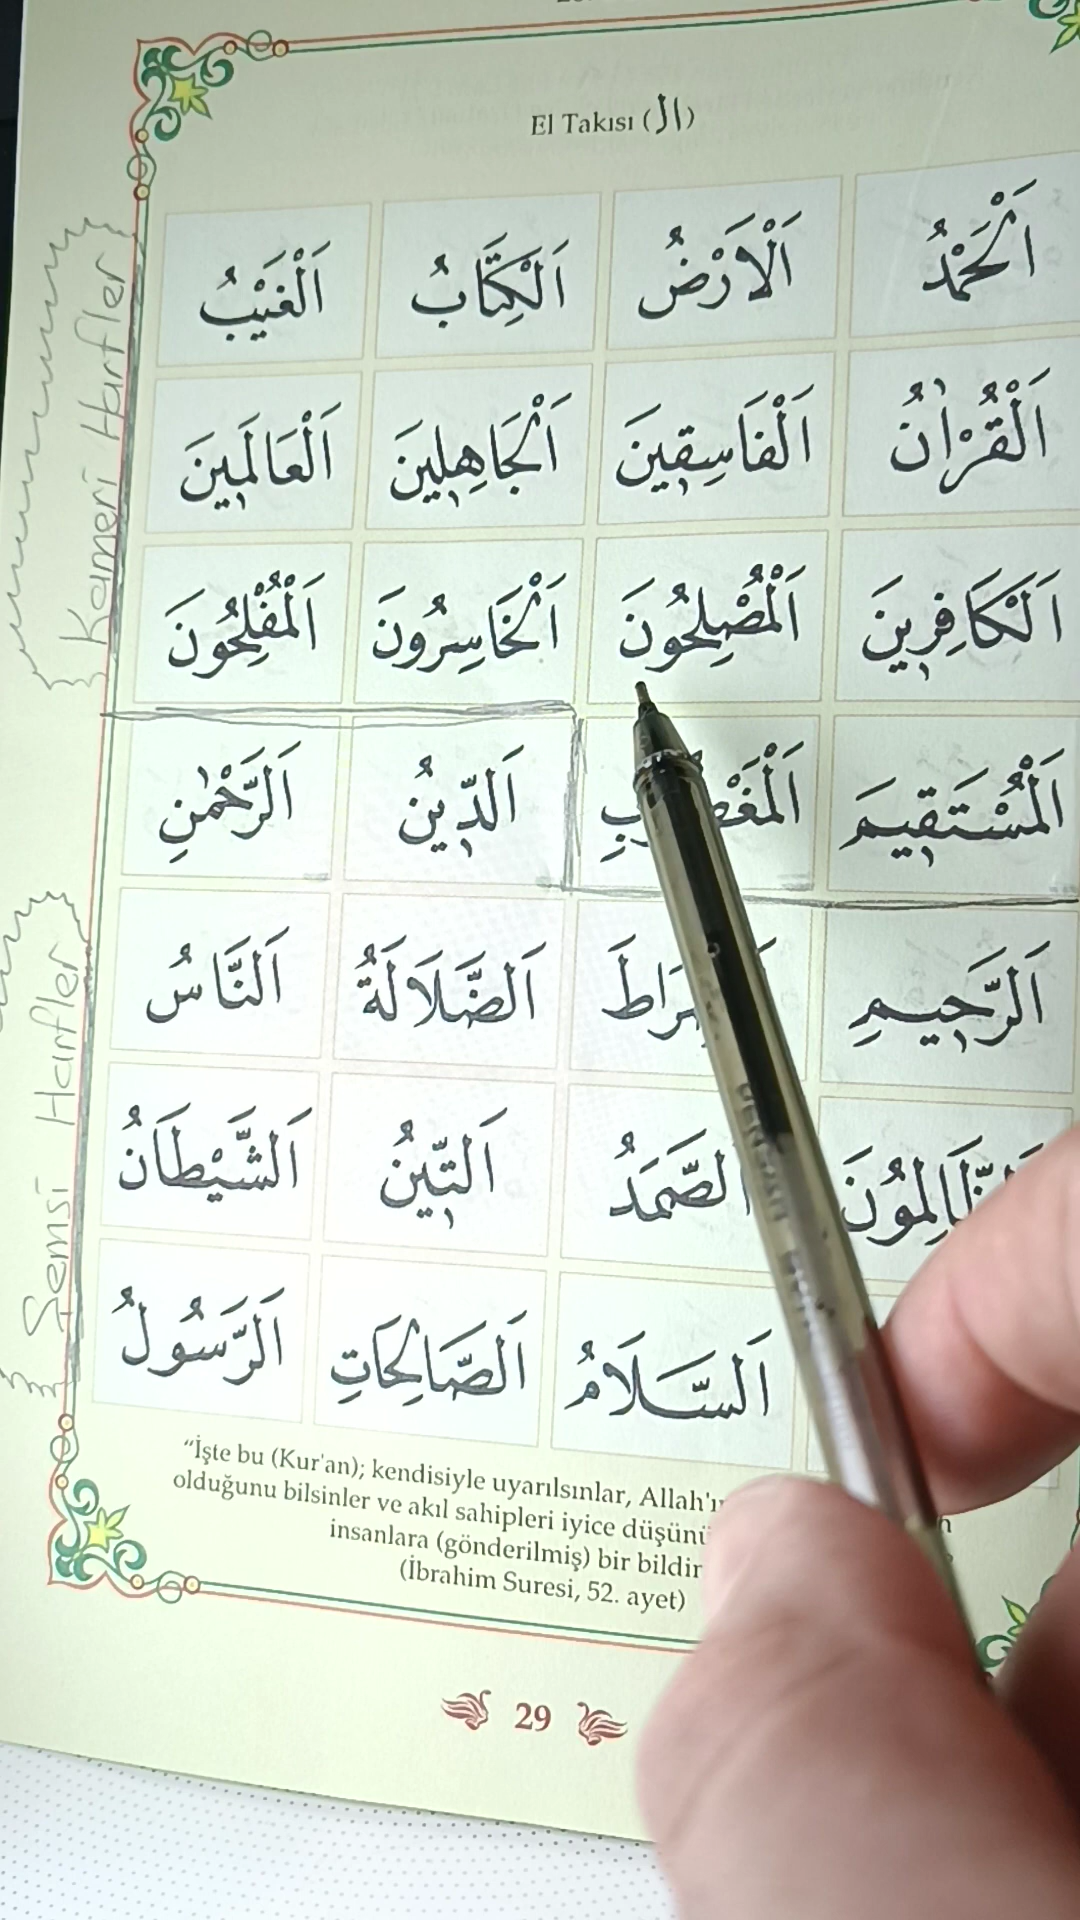 El Takısı (الـ)
اَلْحَمْدُ اَلْاَرْضُ اَلْكِتَابُ اَلْغَيْبُ
اَلْقُرْاٰنُ اَلْفَاسِقِينَ اَلْجَاهِلِينَ اَلْعَالَمِينَ
اَلْكَافِرِينَ اَلْمُصْلِحُونَ اَلْخَاسِرُونَ اَلْمُفْلِحُونَ
اَلْمُسْتَقِيمَ اَلدِّينُ اَلرَّحْمٰنِ
اَلرَّحِيمِ اَلضَّلَالَةُ اَلنَّاسُ
اَلصَّمَدُ اَلتِّينُ اَلشَّيْطَانُ
اَلسَّلَامُ اَلصَّالِحَاتِ اَلرَّسُولُ
Kameri Harfler
Şemsi Harfler
“İşte bu (Kur'an); kendisiyle uyarılsınlar, Allah'ı
olduğunu bilsinler ve akıl sahipleri iyice düşünü
insanlara (gönderilmiş) bir bildir
(İbrahim Suresi, 52. ayet)
29